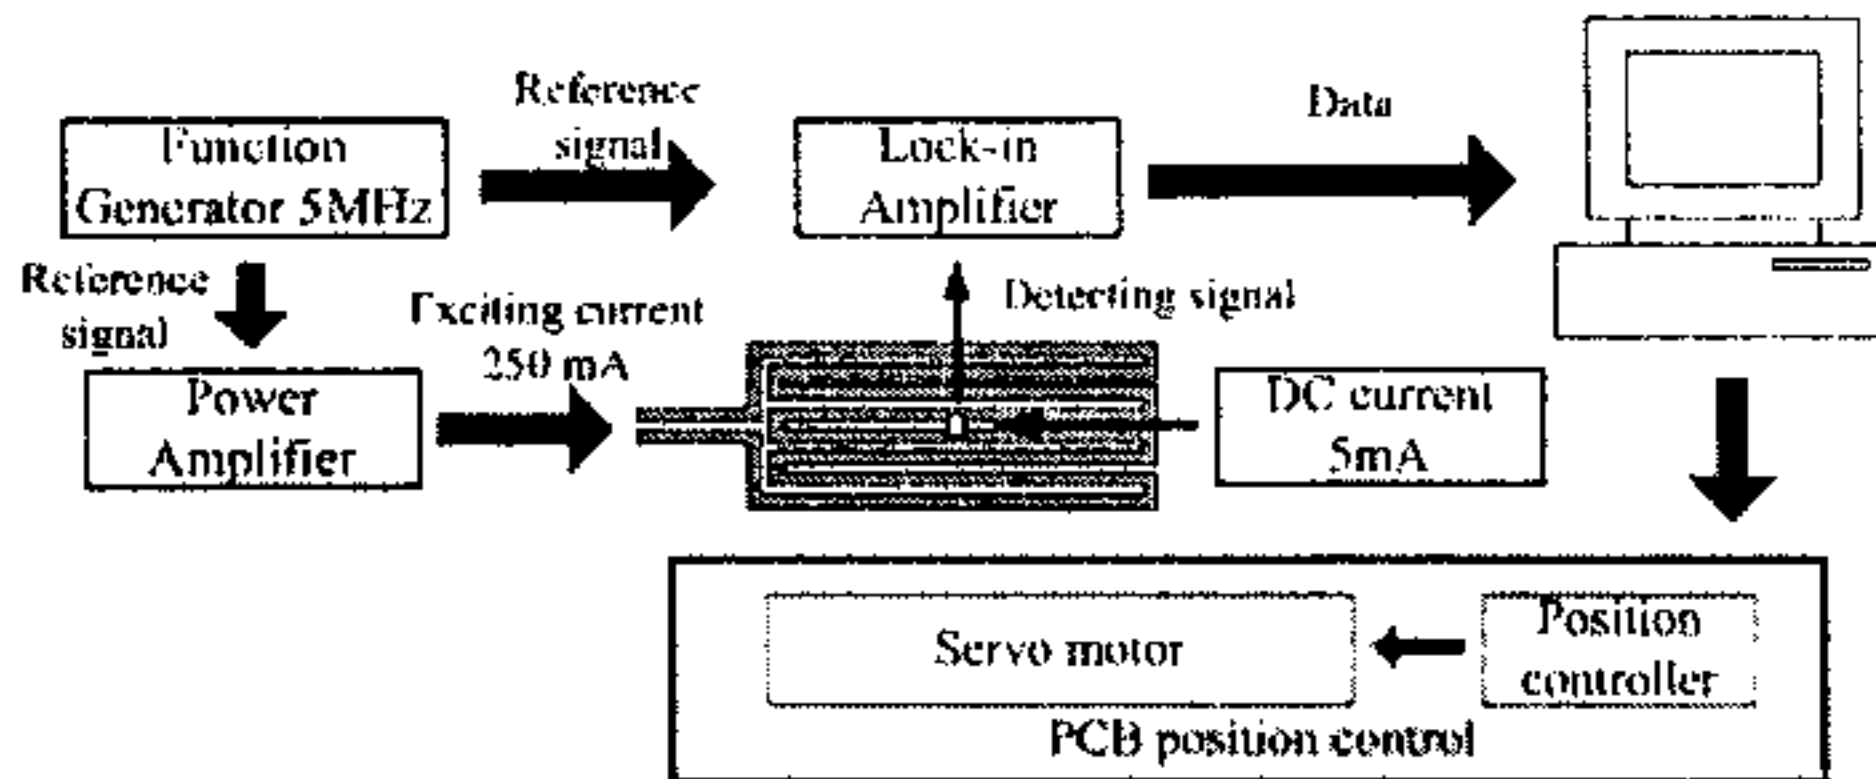 Reference
signal
Data
Function
Generator 5MHz
Lock-in
Amplifier
Reference
signal
Exciting current
250 mA
Detecting signal
Power
Amplifier
DC current
5mA
Servo motor
Position
controller
PCB position control